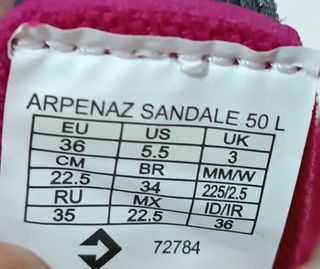 ARPENAZ SANDALE 50 L
EU US UK
36 5.5 3
CM BR MM/W
22.5 34 225/2.5
RU MX ID/IR
35 22.5 36
72784